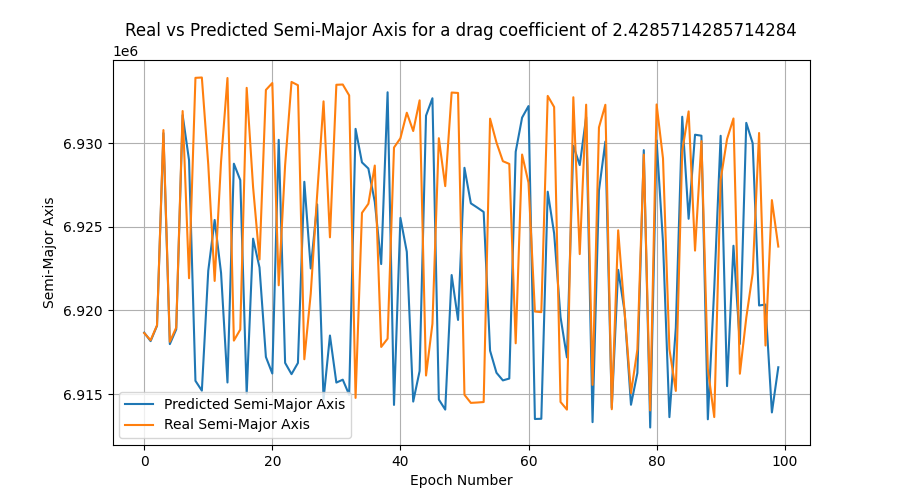 Real vs Predicted Semi-Major Axis for a drag coefficient of 2.4285714285714284
1e6
6.930
6.925
6.920
6.915
Semi-Major Axis
Predicted Semi-Major Axis
Real Semi-Major Axis
0 20 40 60 80 100
Epoch Number